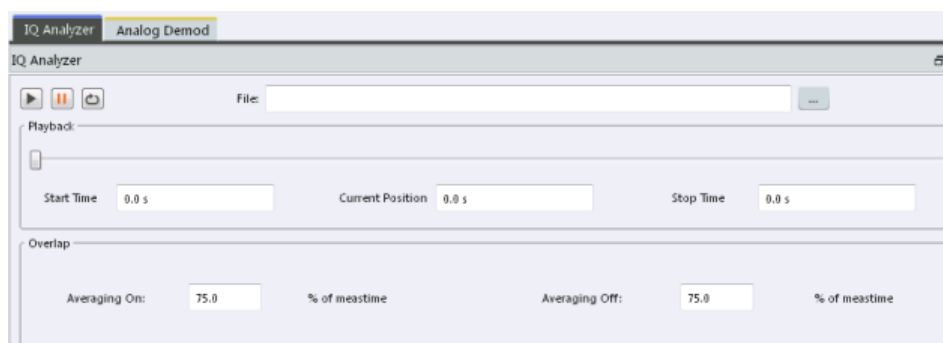 IQ Analyzer Analog Demod
IQ Analyzer
File: ...
Playback
Start Time 0.0 s Current Position 0.0 s Stop Time 0.0 s
Overlap
Averaging On: 75.0 % of meastime Averaging Off: 75.0 % of meastime